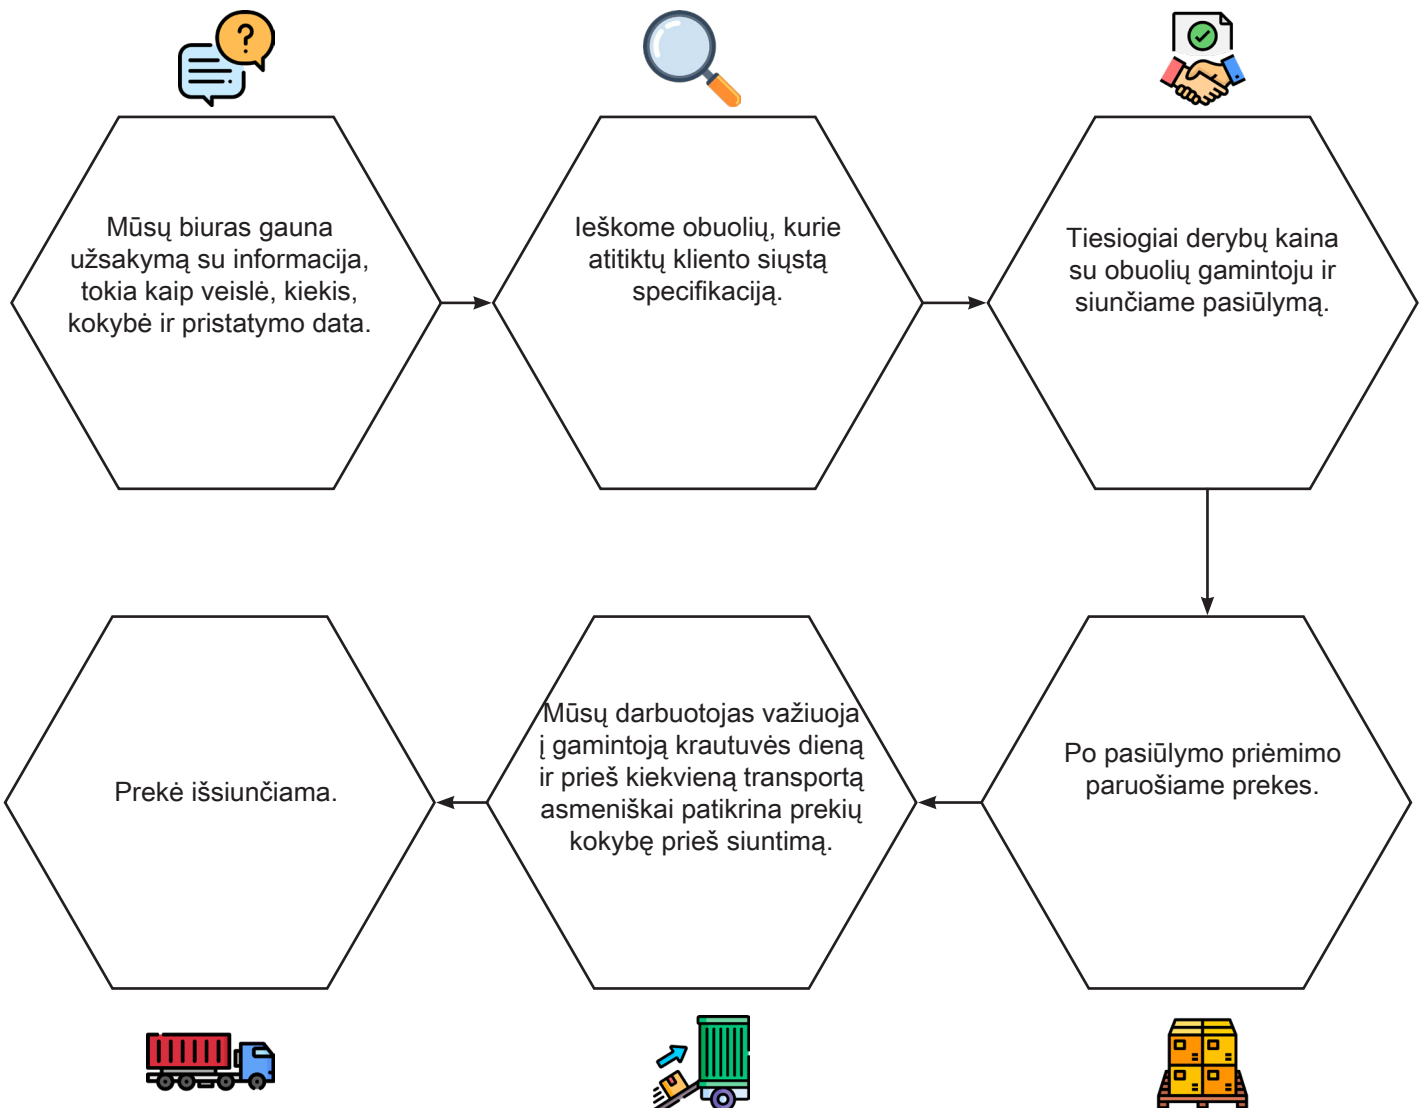 Mūsų biuras gauna
užsakymą su informacija,
tokia kaip veislė, kiekis,
kokybė ir pristatymo data.
Ieškome obuolių, kurie
atitiktų kliento siųstą
specifikaciją.
Tiesiogiai derybų kaina
su obuolių gamintoju ir
siunčiame pasiūlymą.
Po pasiūlymo priėmimo
paruošiame prekes.
Mūsų darbuotojas važiuoja
į gamintoją krautuvės dieną
ir prieš kiekvieną transportą
asmeniškai patikrina prekių
kokybę prieš siuntimą.
Prekė išsiunčiama.